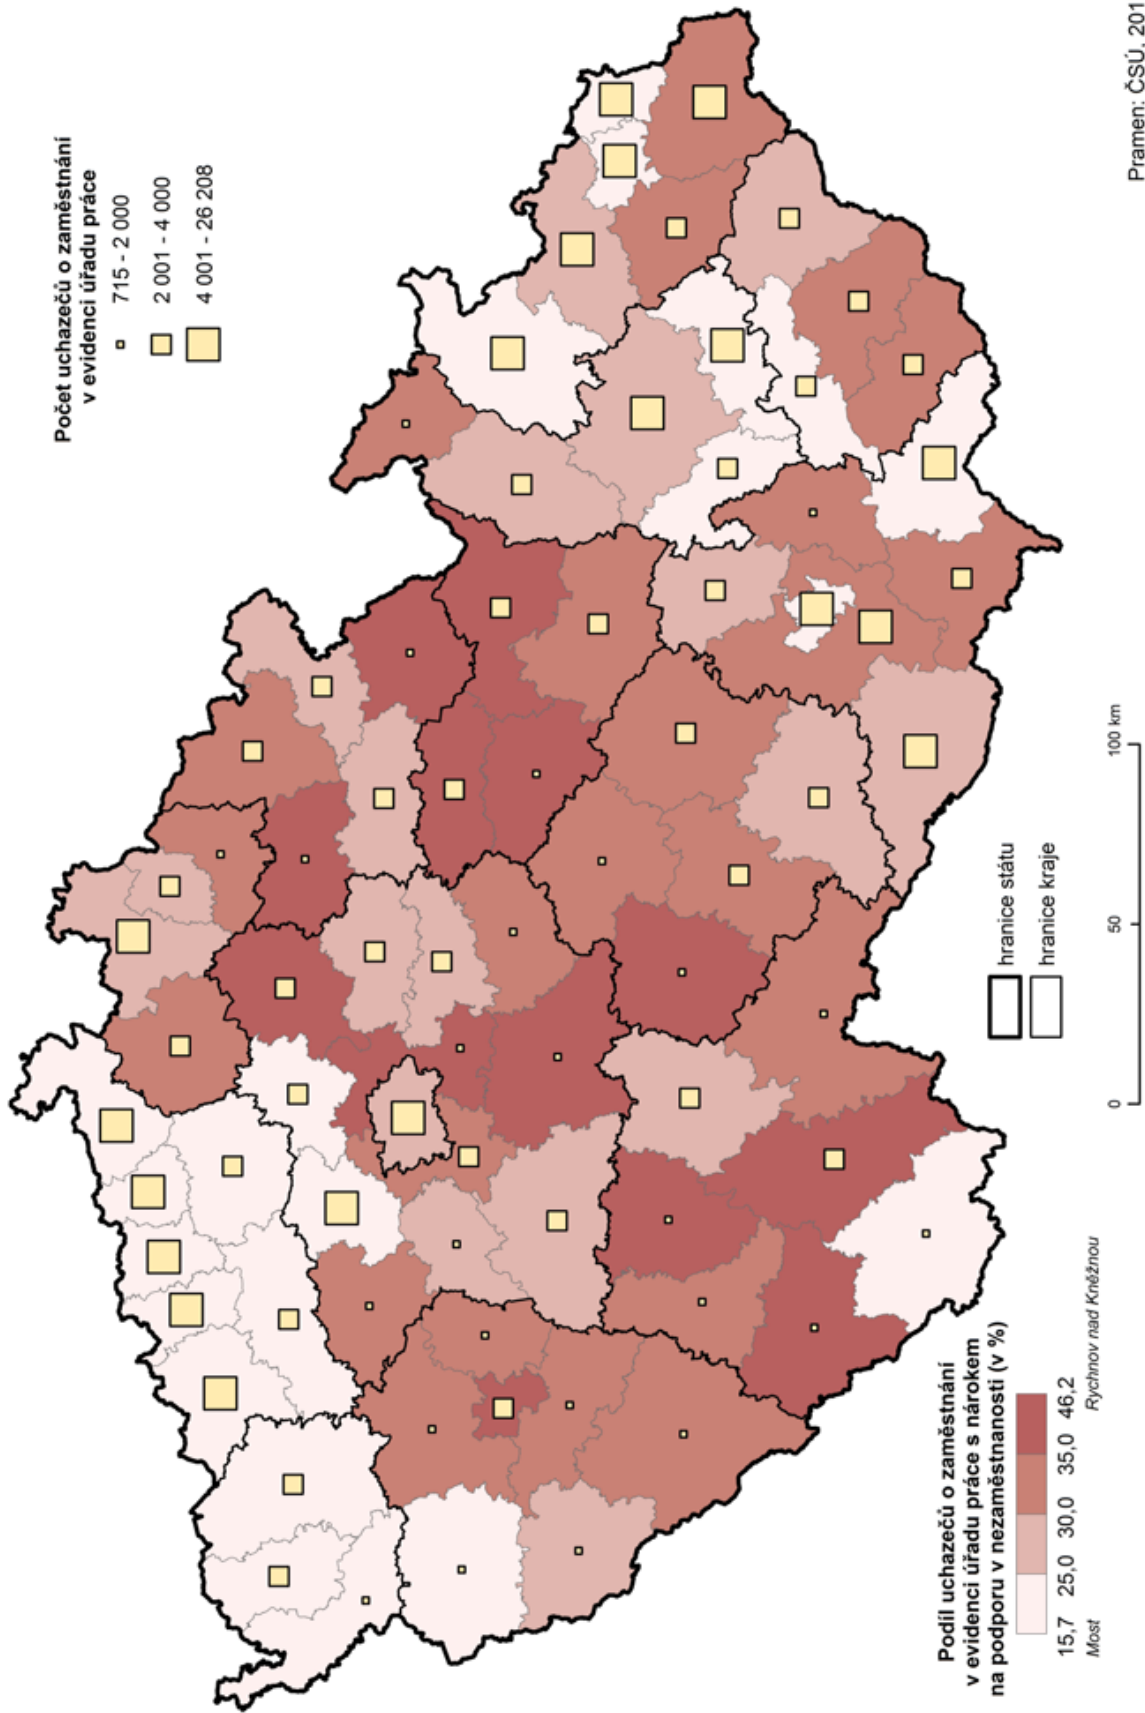 Počet uchazečů o zaměstnání
v evidenci úřadu práce
715 - 2 000
2 001 - 4 000
4 001 - 26 208
Podíl uchazečů o zaměstnání
v evidenci úřadu práce s nárokem
na podporu v nezaměstnanosti (v %)
15,7 25,0 30,0 35,0 46,2
Most Rychnov nad Kněžnou
hranice státu
hranice kraje
0 50 100 km
Pramen: ČSÚ, 201